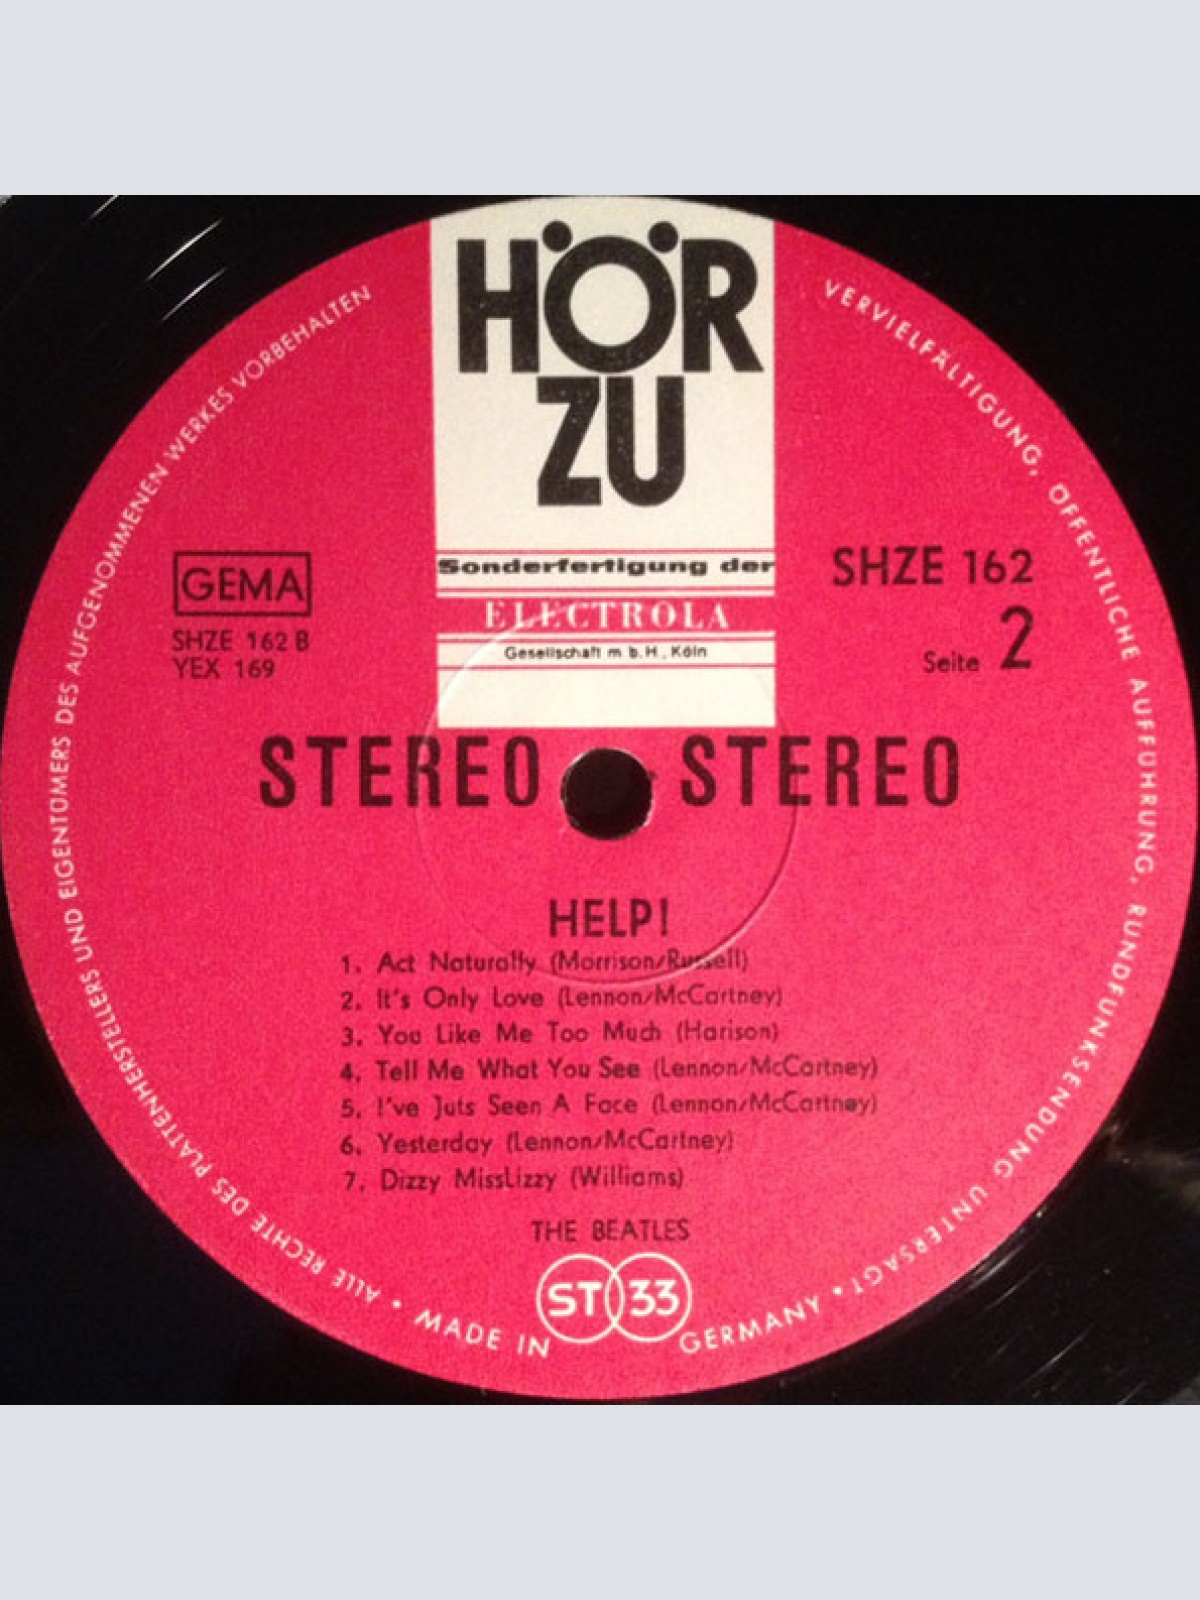 HÖR
ZU
Sonderfertigung der
ELECTROLA
Gesellschaft m.b.H., Köln
GEMA
SHZE 162 B
YEX 169
SHZE 162
Seite 2
STEREO STEREO
HELP!
1. Act Naturally (Morrison/Russell)
2. It's Only Love (Lennon/McCartney)
3. You Like Me Too Much (Harison)
4. Tell Me What You See (Lennon/McCartney)
5. I've Juts Seen A Face (Lennon/McCartney)
6. Yesterday (Lennon/McCartney)
7. Dizzy MissLizzy (Williams)
THE BEATLES
ST 33
MADE IN GERMANY
• ALLE RECHTE DES PLATTENHERSTELLERS UND EIGENTÜMERS DES AUFGENOMMENEN WERKES VORBEHALTEN
VERVIELFÄLTIGUNG, ÖFFENTLICHE AUFFÜHRUNG, RUNDFUNKSENDUNG UNTERSAGT •